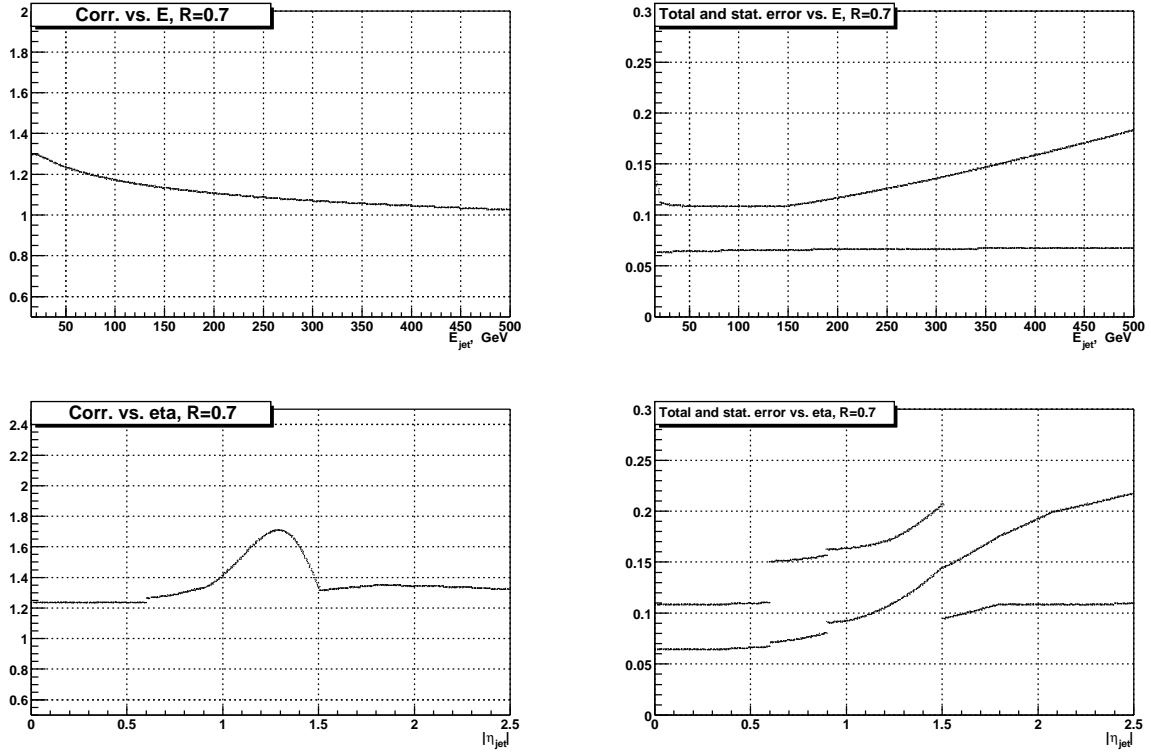 Corr. vs. E, R=0.7
2
1.8
1.6
1.4
1.2
1
0.8
0.6
50 100 150 200 250 300 350 400 450 500
E_jet, GeV
Total and stat. error vs. E, R=0.7
0.3
0.25
0.2
0.15
0.1
0.05
0
50 100 150 200 250 300 350 400 450 500
E_jet, GeV
Corr. vs. eta, R=0.7
2.4
2.2
2
1.8
1.6
1.4
1.2
1
0.8
0.6
0 0.5 1 1.5 2 2.5
|η_jet|
Total and stat. error vs. eta, R=0.7
0.3
0.25
0.2
0.15
0.1
0.05
0
0 0.5 1 1.5 2 2.5
|η_jet|